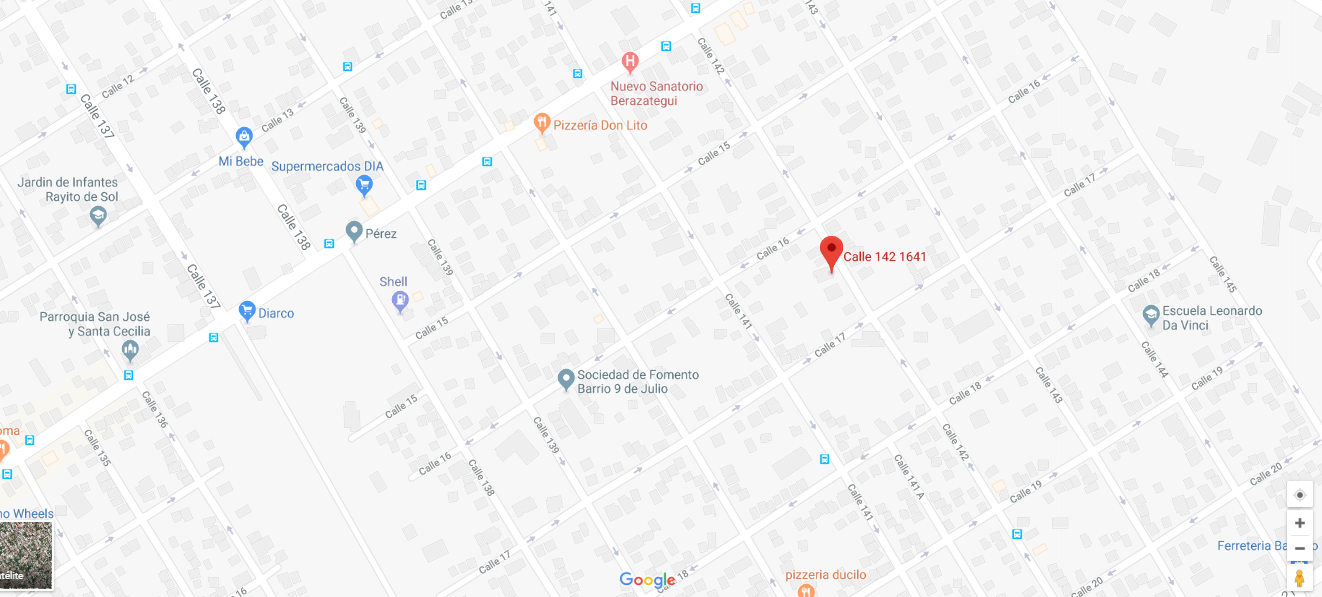 Calle 13
Calle 141
Calle 142
Calle 12
Calle 138
Calle 137
Calle 13
Calle 139
Nuevo Sanatorio
Berazategui
Calle 16
Pizzería Don Lito
Mi Bebe
Supermercados DIA
Calle 15
Jardin de Infantes
Rayito de Sol
Calle 17
Calle 138
Pérez
Calle 139
Calle 16
Calle 142 1641
Calle 137
Shell
Calle 18
Calle 145
Diarco
Parroquia San José
y Santa Cecilia
Calle 15
Calle 141
Calle 17
Escuela Leonardo
Da Vinci
Calle 144
Sociedad de Fomento
Barrio 9 de Julio
Calle 136
Calle 15
Calle 18
Calle 143
Calle 19
oma
Calle 135
Calle 16
Calle 139
Calle 138
Calle 142
Calle 141 A
Calle 141
Calle 19
Calle 20
no Wheels
Calle 17
Ferreteria Ba
atélite
Google
18
pizzeria ducilo
Calle 20
16